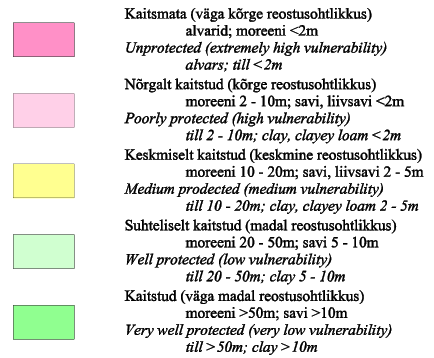 Kaitsmata (väga kõrge reostusohtlikkus)
alvarid; moreeni <2m
Unprotected (extremely high vulnerability)
alvars; till <2m
Nõrgalt kaitstud (kõrge reostusohtlikkus)
moreeni 2 - 10m; savi, liivsavi <2m
Poorly protected (high vulnerability)
till 2 - 10m; clay, clayey loam <2m
Keskmiselt kaitstud (keskmine reostusohtlikkus)
moreeni 10 - 20m; savi, liivsavi 2 - 5m
Medium prodected (medium vulnerability)
till 10 - 20m; clay, clayey loam 2 - 5m
Suhteliselt kaitstud (madal reostusohtlikkus)
moreeni 20 - 50m; savi 5 - 10m
Well protected (low vulnerability)
till 20 - 50m; clay 5 - 10m
Kaitstud (väga madal reostusohtlikkus)
moreeni >50m; savi >10m
Very well protected (very low vulnerability)
till >50m; clay >10m